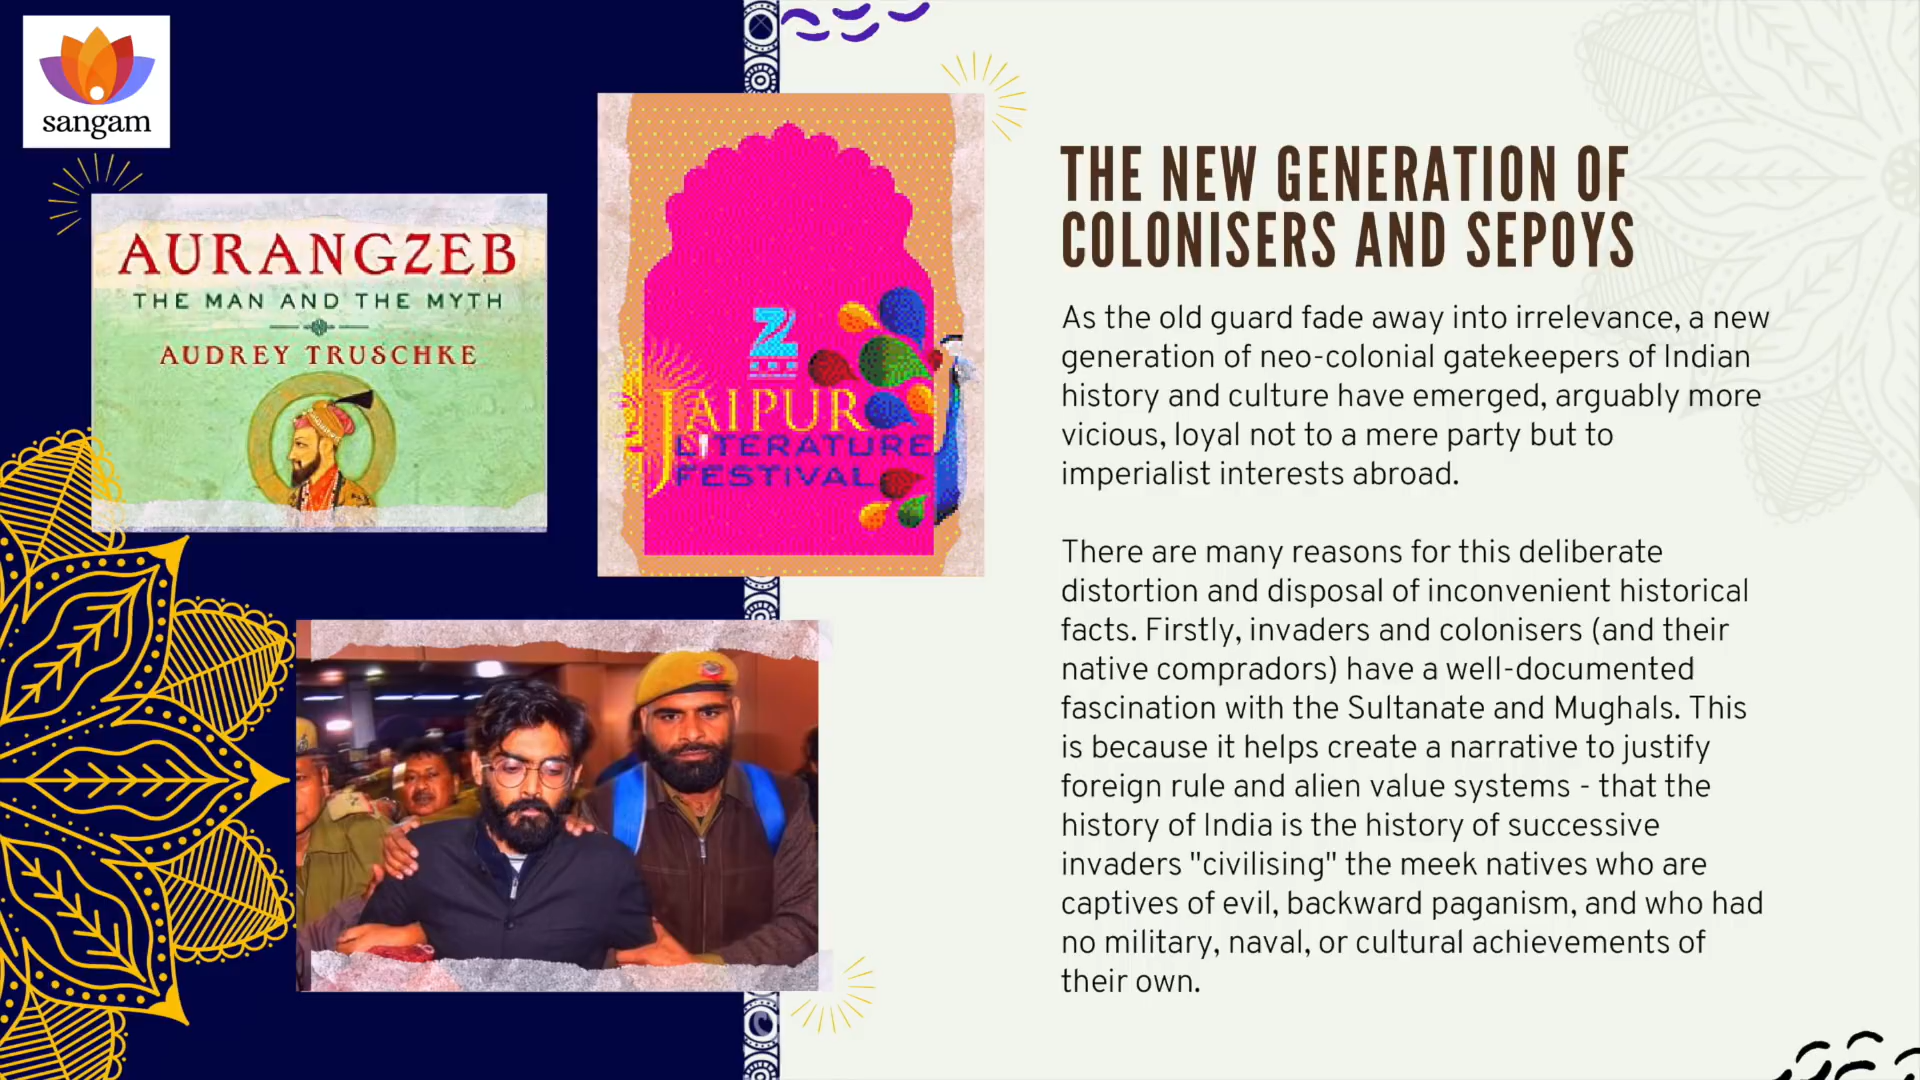 sangam
AURANGZEB
THE MAN AND THE MYTH
AUDREY TRUSCHKE
Z
JAIPUR
LITERATURE
FESTIVAL
THE NEW GENERATION OF
COLONISERS AND SEPOYS
As the old guard fade away into irrelevance, a new
generation of neo-colonial gatekeepers of Indian
history and culture have emerged, arguably more
vicious, loyal not to a mere party but to
imperialist interests abroad.
There are many reasons for this deliberate
distortion and disposal of inconvenient historical
facts. Firstly, invaders and colonisers (and their
native compradors) have a well-documented
fascination with the Sultanate and Mughals. This
is because it helps create a narrative to justify
foreign rule and alien value systems - that the
history of India is the history of successive
invaders "civilising" the meek natives who are
captives of evil, backward paganism, and who had
no military, naval, or cultural achievements of
their own.